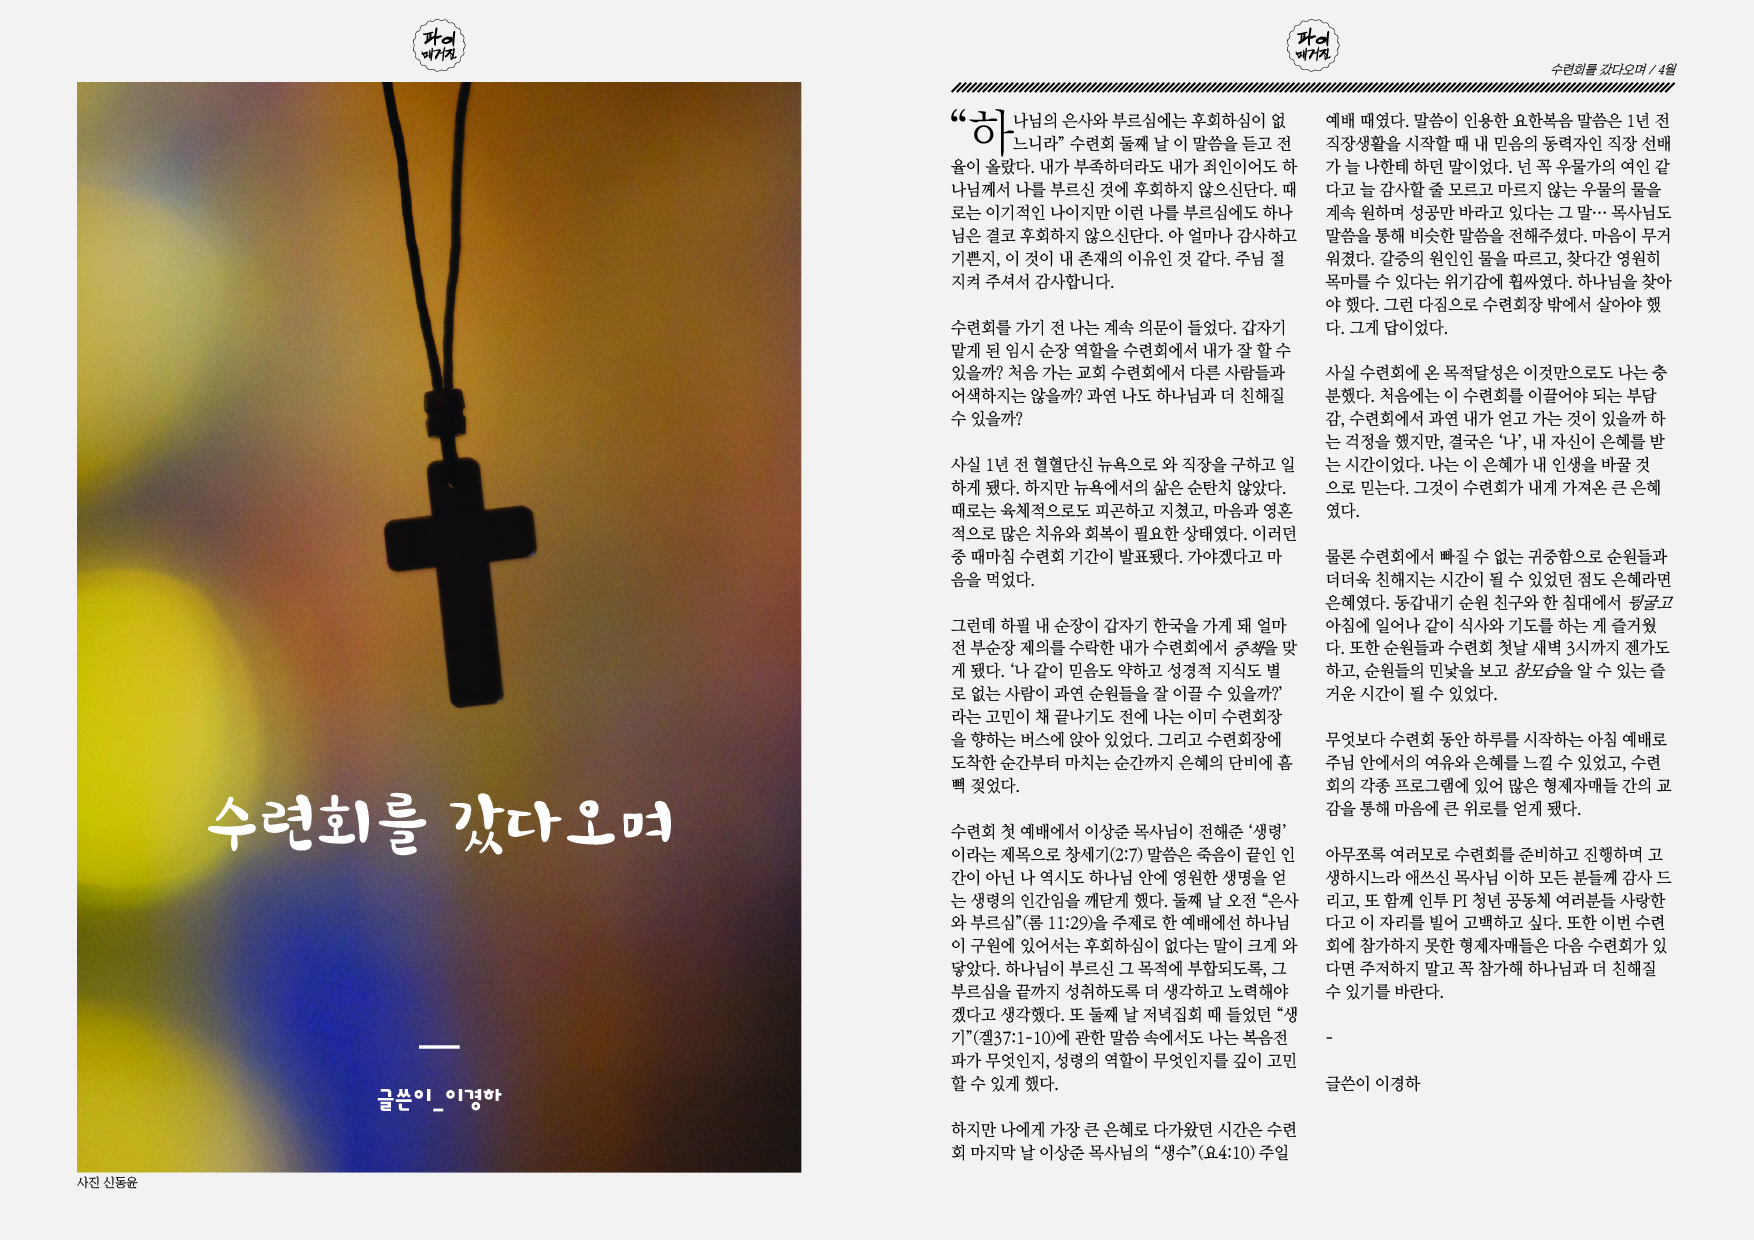 파이
매거진
수련회를 갔다오며
글쓴이_이경하
사진 신동윤
파이
매거진
수련회를 갔다오며 / 4월
“하나님의 은사와 부르심에는 후회하심이 없
느니라” 수련회 둘째 날 이 말씀을 듣고 전
율이 올랐다. 내가 부족하더라도 내가 죄인이어도 하
나님께서 나를 부르신 것에 후회하지 않으신단다. 때
로는 이기적인 나이지만 이런 나를 부르심에도 하나
님은 결코 후회하지 않으신단다. 아 얼마나 감사하고
기쁜지, 이 것이 내 존재의 이유인 것 같다. 주님 절
지켜 주셔서 감사합니다.
수련회를 가기 전 나는 계속 의문이 들었다. 갑자기
맡게 된 임시 순장 역할을 수련회에서 내가 잘 할 수
있을까? 처음 가는 교회 수련회에서 다른 사람들과
어색하지는 않을까? 과연 나도 하나님과 더 친해질
수 있을까?
사실 1년 전 혈혈단신 뉴욕으로 와 직장을 구하고 일
하게 됐다. 하지만 뉴욕에서의 삶은 순탄치 않았다.
때로는 육체적으로도 피곤하고 지쳤고, 마음과 영혼
적으로 많은 치유와 회복이 필요한 상태였다. 이러던
중 때마침 수련회 기간이 발표됐다. 가야겠다고 마
음을 먹었다.
그런데 하필 내 순장이 갑자기 한국을 가게 돼 얼마
전 부순장 제의를 수락한 내가 수련회에서 중책을 맞
게 됐다. ‘나 같이 믿음도 약하고 성경적 지식도 별
로 없는 사람이 과연 순원들을 잘 이끌 수 있을까?’
라는 고민이 채 끝나기도 전에 나는 이미 수련회장
을 향하는 버스에 앉아 있었다. 그리고 수련회장에
도착한 순간부터 마치는 순간까지 은혜의 단비에 흠
뻑 젖었다.
수련회 첫 예배에서 이상준 목사님이 전해준 ‘생령’
이라는 제목으로 창세기(2:7) 말씀은 죽음이 끝인 인
간이 아닌 나 역시도 하나님 안에 영원한 생명을 얻
는 생령의 인간임을 깨닫게 했다. 둘째 날 오전 “은사
와 부르심”(롬 11:29)을 주제로 한 예배에선 하나님
이 구원에 있어서는 후회하심이 없다는 말이 크게 와
닿았다. 하나님이 부르신 그 목적에 부합되도록, 그
부르심을 끝까지 성취하도록 더 생각하고 노력해야
겠다고 생각했다. 또 둘째 날 저녁집회 때 들었던 “생
기”(겔37:1-10)에 관한 말씀 속에서도 나는 복음전
파가 무엇인지, 성령의 역할이 무엇인지를 깊이 고민
할 수 있게 했다.
하지만 나에게 가장 큰 은혜로 다가왔던 시간은 수련
회 마지막 날 이상준 목사님의 “생수”(요4:10) 주일
예배 때였다. 말씀이 인용한 요한복음 말씀은 1년 전
직장생활을 시작할 때 내 믿음의 동력자인 직장 선배
가 늘 나한테 하던 말이었다. 넌 꼭 우물가의 여인 같
다고 늘 감사할 줄 모르고 마르지 않는 우물의 물을
계속 원하며 성공만 바라고 있다는 그 말… 목사님도
말씀을 통해 비슷한 말씀을 전해주셨다. 마음이 무거
워졌다. 갈증의 원인인 물을 따르고, 찾다간 영원히
목마를 수 있다는 위기감에 휩싸였다. 하나님을 찾아
야 했다. 그런 다짐으로 수련회장 밖에서 살아야 했
다. 그게 답이었다.
사실 수련회에 온 목적달성은 이것만으로도 나는 충
분했다. 처음에는 이 수련회를 이끌어야 되는 부담
감, 수련회에서 과연 내가 얻고 가는 것이 있을까 하
는 걱정을 했지만, 결국은 ‘나’, 내 자신이 은혜를 받
는 시간이었다. 나는 이 은혜가 내 인생을 바꿀 것
으로 믿는다. 그것이 수련회가 내게 가져온 큰 은혜
였다.
물론 수련회에서 빠질 수 없는 귀중함으로 순원들과
더더욱 친해지는 시간이 될 수 있었던 점도 은혜라면
은혜였다. 동갑내기 순원 친구와 한 침대에서 뒹굴고
아침에 일어나 같이 식사와 기도를 하는 게 즐거웠
다. 또한 순원들과 수련회 첫날 새벽 3시까지 젠가도
하고, 순원들의 민낯을 보고 참모습을 알 수 있는 즐
거운 시간이 될 수 있었다.
무엇보다 수련회 동안 하루를 시작하는 아침 예배로
주님 안에서의 여유와 은혜를 느낄 수 있었고, 수련
회의 각종 프로그램에 있어 많은 형제자매들 간의 교
감을 통해 마음에 큰 위로를 얻게 됐다.
아무쪼록 여러모로 수련회를 준비하고 진행하며 고
생하시느라 애쓰신 목사님 이하 모든 분들께 감사 드
리고, 또 함께 인투 PI 청년 공동체 여러분들 사랑한
다고 이 자리를 빌어 고백하고 싶다. 또한 이번 수련
회에 참가하지 못한 형제자매들은 다음 수련회가 있
다면 주저하지 말고 꼭 참가해 하나님과 더 친해질
수 있기를 바란다.
-
글쓴이 이경하